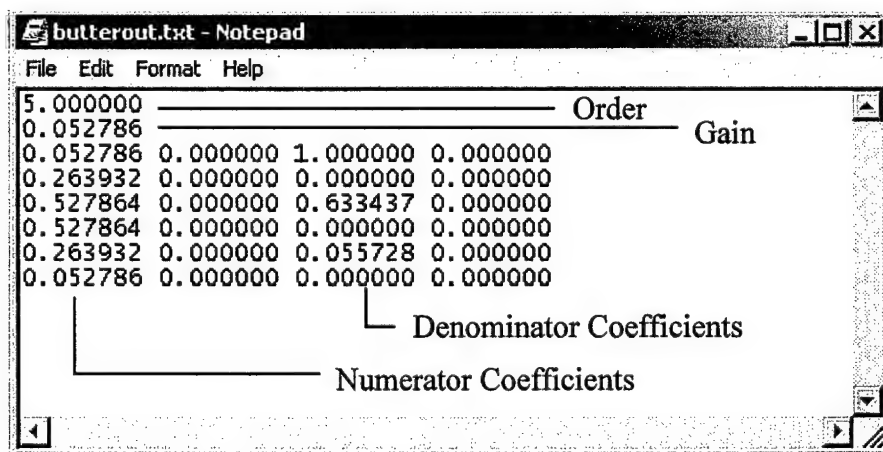 butterout.txt - Notepad
File Edit Format Help
5.000000 Order
0.052786 Gain
0.052786 0.000000 1.000000 0.000000
0.263932 0.000000 0.000000 0.000000
0.527864 0.000000 0.633437 0.000000
0.527864 0.000000 0.000000 0.000000
0.263932 0.000000 0.055728 0.000000
0.052786 0.000000 0.000000 0.000000
Denominator Coefficients
Numerator Coefficients